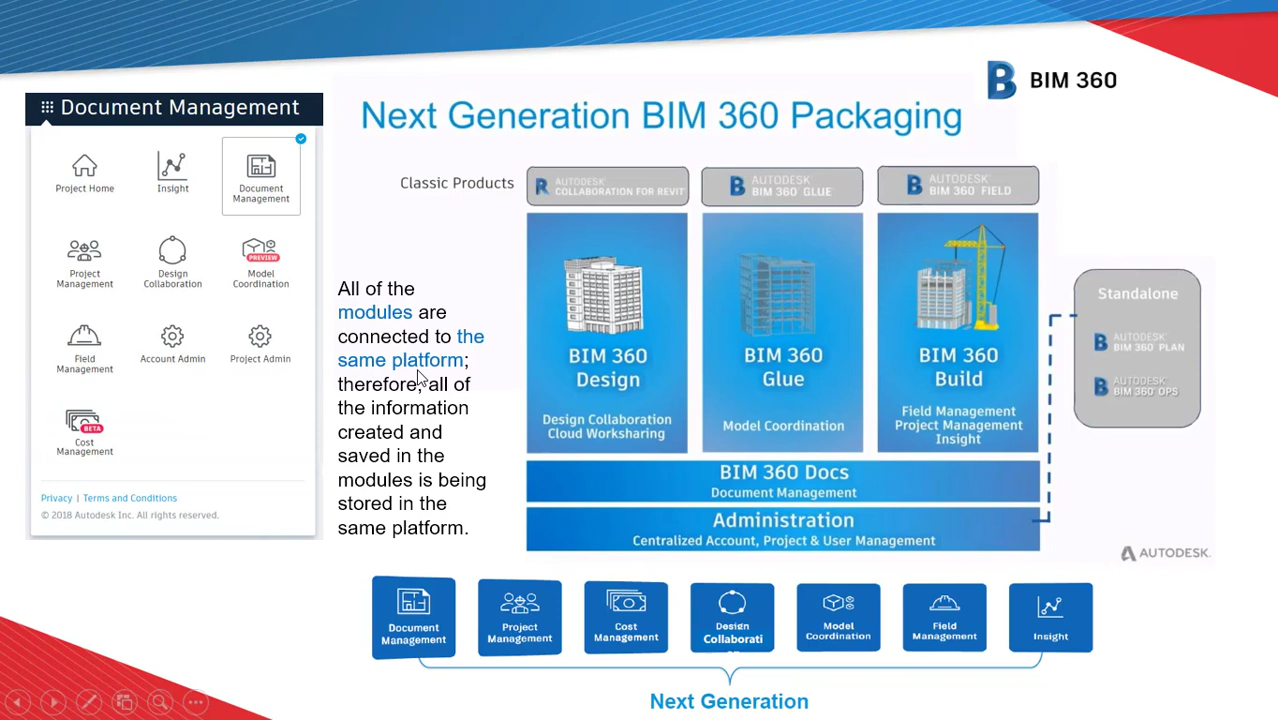 BIM 360
Document Management
Next Generation BIM 360 Packaging
Project Home
Insight
Document
Management
Project
Management
Design
Collaboration
PREVIEW
Model
Coordination
Field
Management
Account Admin
Project Admin
BETA
Cost
Management
Privacy | Terms and Conditions
© 2018 Autodesk Inc. All rights reserved.
All of the
modules are
connected to the
same platform;
therefore, all of
the information
created and
saved in the
modules is being
stored in the
same platform.
Classic Products
AUTODESK
COLLABORATION FOR REVIT
AUTODESK
BIM 360 GLUE
AUTODESK
BIM 360 FIELD
BIM 360
Design
Design Collaboration
Cloud Worksharing
BIM 360
Glue
Model Coordination
BIM 360
Build
Field Management
Project Management
Insight
Standalone
AUTODESK
BIM 360 PLAN
AUTODESK
BIM 360 OPS
BIM 360 Docs
Document Management
Administration
Centralized Account, Project & User Management
AUTODESK.
Document
Management
Project
Management
Cost
Management
Design
Collaborati
Model
Coordination
Field
Management
Insight
Next Generation